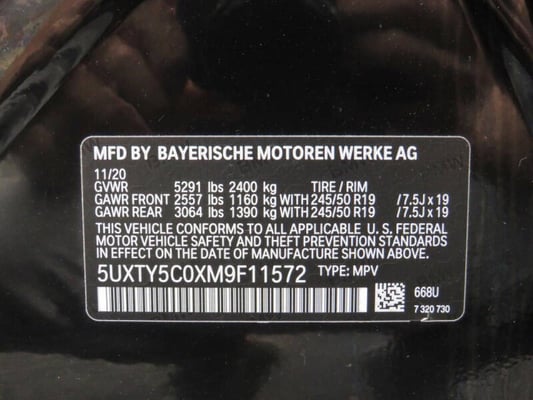 MFD BY BAYERISCHE MOTOREN WERKE AG
11/20
GVWR 5291 lbs 2400 kg TIRE / RIM
GAWR FRONT 2557 lbs 1160 kg WITH 245/50 R19 / 7.5J x 19
GAWR REAR 3064 lbs 1390 kg WITH 245/50 R19 / 7.5J x 19
THIS VEHICLE CONFORMS TO ALL APPLICABLE U. S. FEDERAL
MOTOR VEHICLE SAFETY AND THEFT PREVENTION STANDARDS
IN EFFECT ON THE DATE OF MANUFACTURE SHOWN ABOVE.
5UXTY5C0XM9F11572 TYPE: MPV
668U
7 320 730